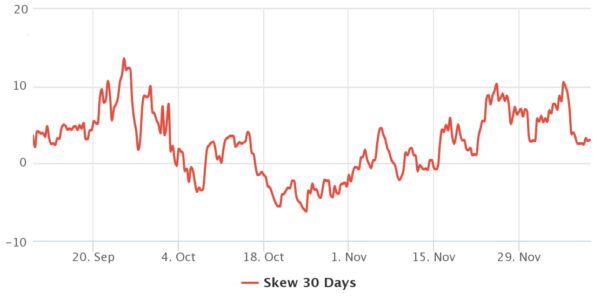 20
10
0
−10
20. Sep
4. Oct
18. Oct
1. Nov
15. Nov
29. Nov
Skew 30 Days